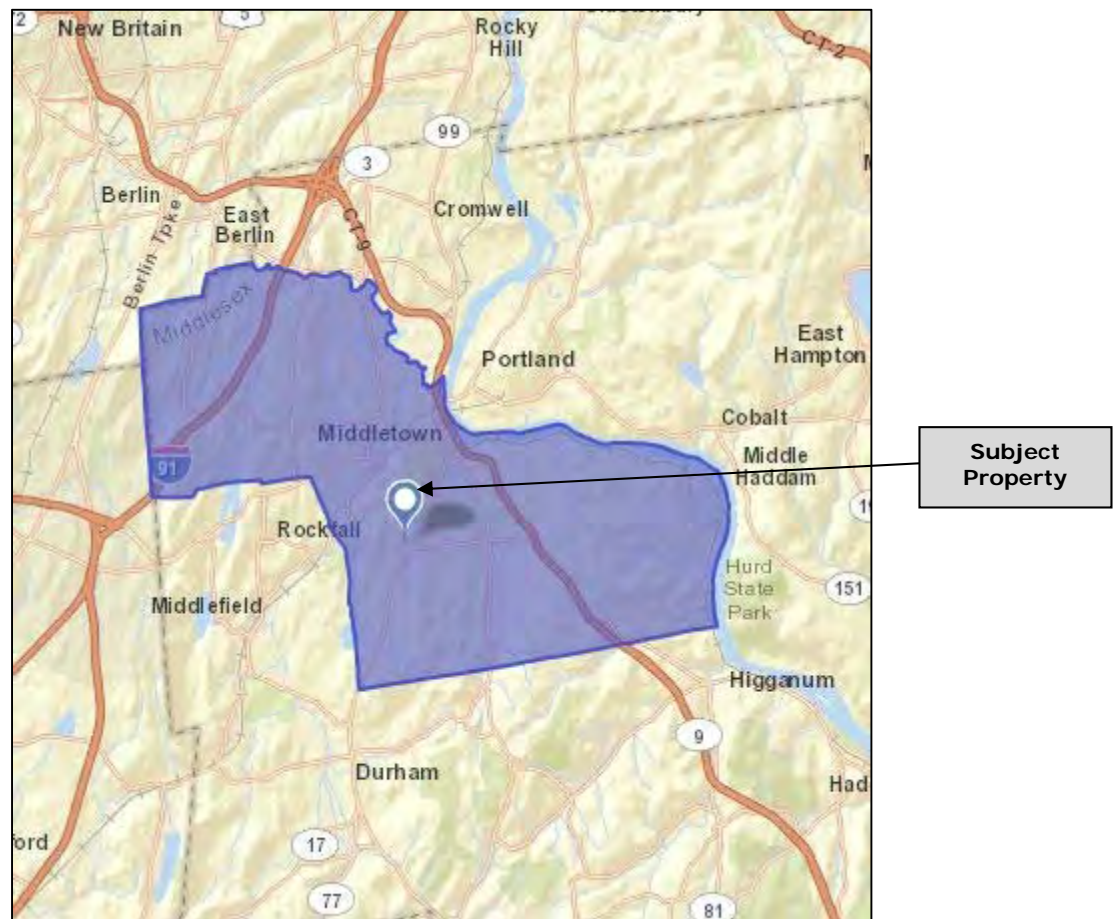 New Britain
5
Rocky
Hill
CT-2
99
3
Berlin
East
Berlin
Berlin Tpke
CT-9
Cromwell
Middlesex
Portland
East
Hampton
Middletown
Cobalt
Middle
Haddam
91
Subject
Property
Rockfall
Hurd
State
Park
151
Middlefield
Higganum
9
Durham
Had
17
77
81